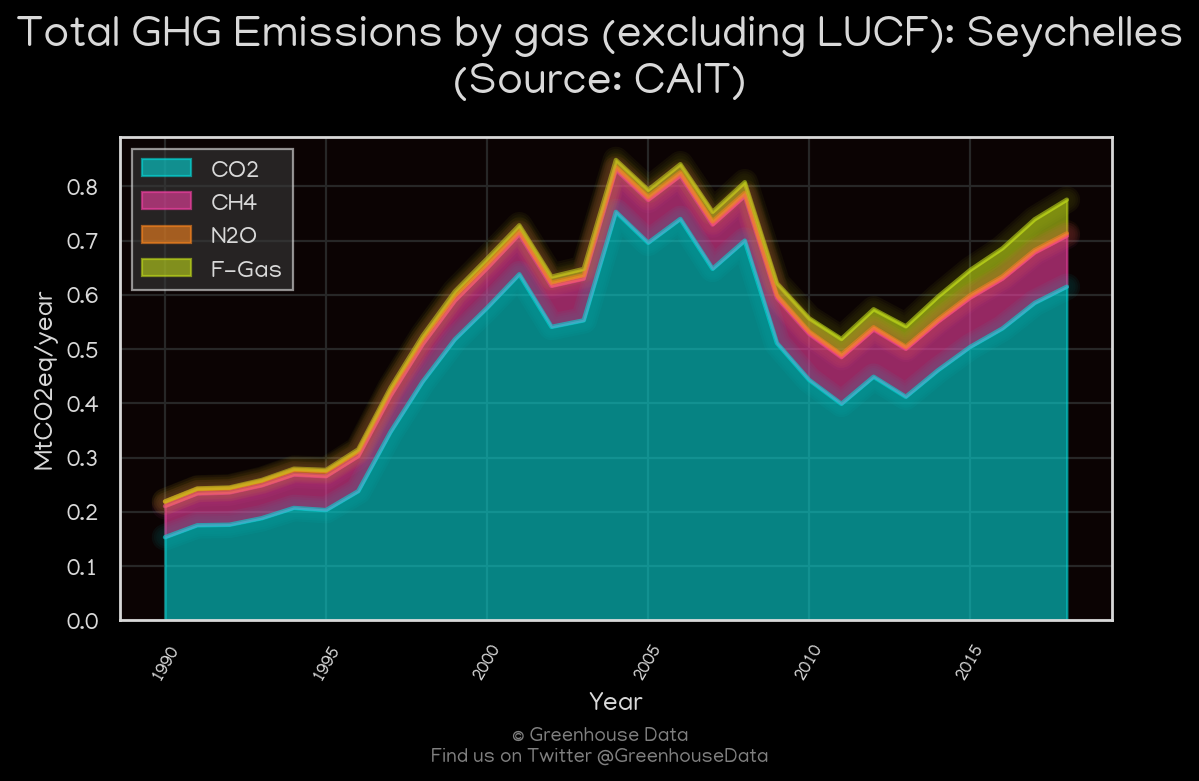 Total GHG Emissions by gas (excluding LUCF): Seychelles
(Source: CAIT)
CO2
CH4
N2O
F-Gas
MtCO2eq/year
0.8
0.7
0.6
0.5
0.4
0.3
0.2
0.1
0.0
1990
1995
2000
2005
2010
2015
Year
© Greenhouse Data
Find us on Twitter @GreenhouseData